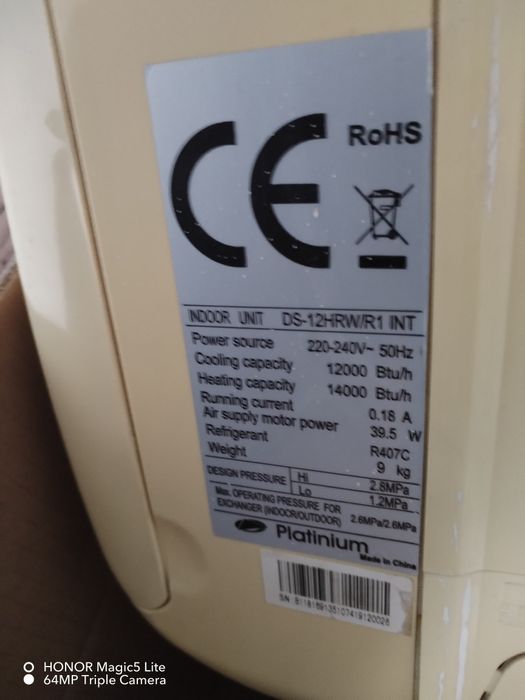 CE
RoHS
INDOOR UNIT DS-12HRW/R1 INT
Power source 220-240V~ 50Hz
Cooling capacity 12000 Btu/h
Heating capacity 14000 Btu/h
Running current 0.18 A
Air supply motor power 39.5 W
Refrigerant R407C
Weight 9 kg
DESIGN PRESSURE Hi 2.6MPa
Lo 1.2MPa
Max. OPERATING PRESSURE FOR
EXCHANGER (INDOOR/OUTDOOR) 2.6MPa/2.6MPa
Platinium
Made in China
SN
HONOR Magic5 Lite
64MP Triple Camera